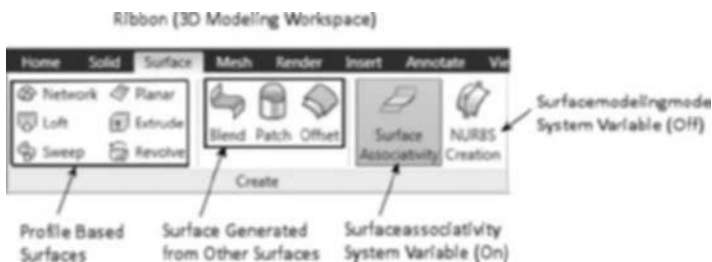 Ribbon (3D Modeling Workspace)
Home Solid Surface Mesh Render Insert Annotate Vie
Network Planar
Loft Extrude
Sweep Revolve
Blend Patch Offset
Surface Associativity
NURBS Creation
Create
Surfacemodelingmode
System Variable (Off)
Profile Based
Surfaces
Surface Generated
from Other Surfaces
Surfaceassociativity
System Variable (On)